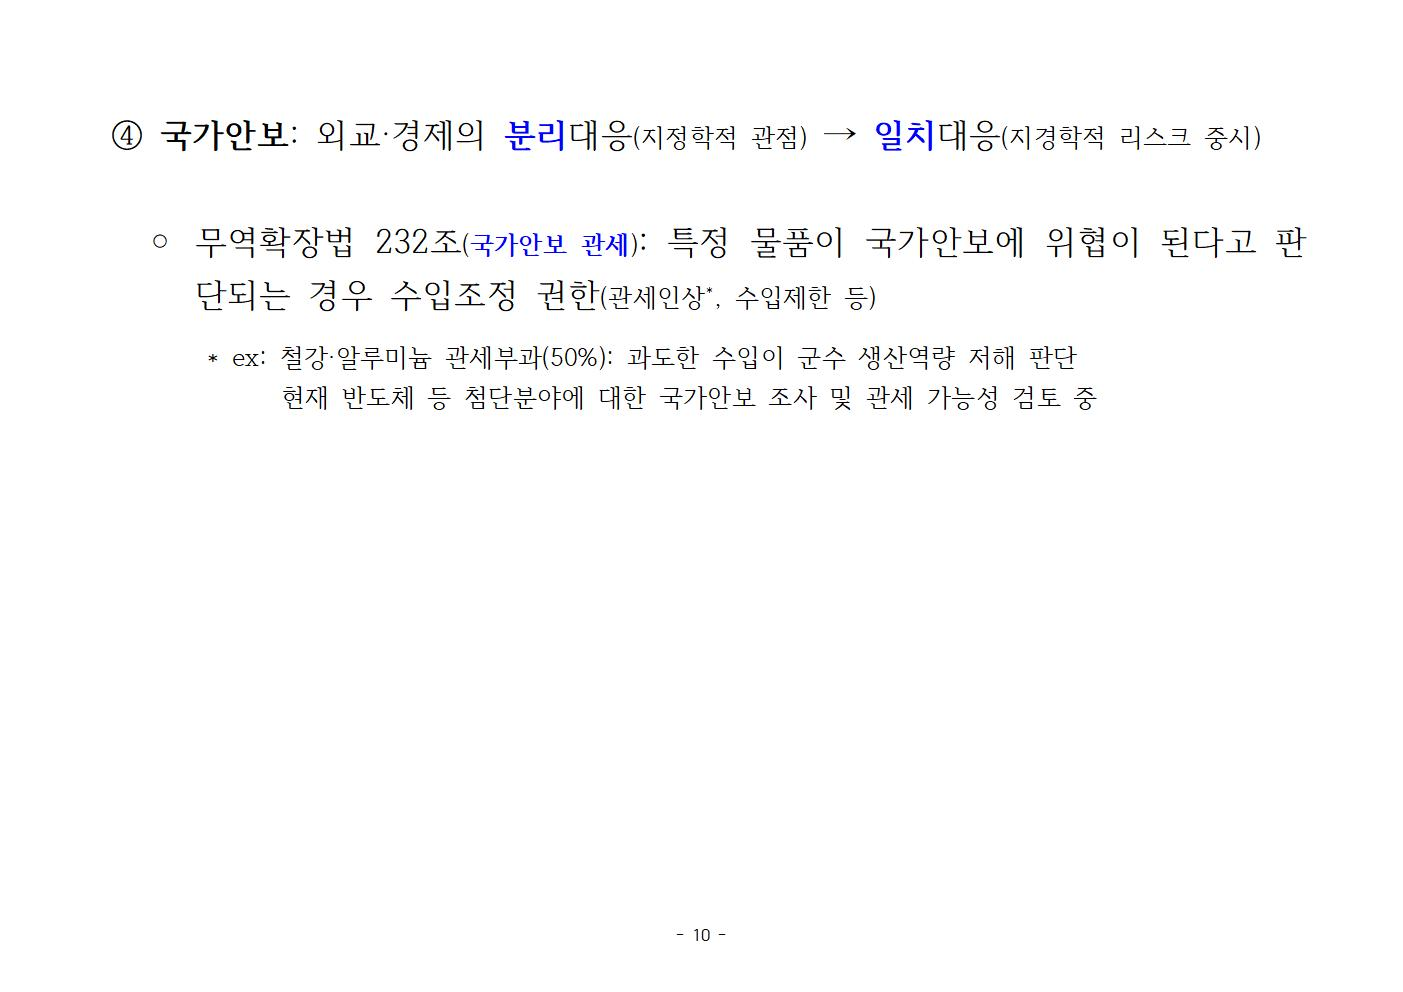 ④ 국가안보: 외교·경제의 분리대응(지정학적 관점) → 일치대응(지경학적 리스크 중시)
○ 무역확장법 232조(국가안보 관세): 특정 물품이 국가안보에 위협이 된다고 판
단되는 경우 수입조정 권한(관세인상*, 수입제한 등)
* ex: 철강·알루미늄 관세부과(50%): 과도한 수입이 군수 생산역량 저해 판단
현재 반도체 등 첨단분야에 대한 국가안보 조사 및 관세 가능성 검토 중
- 10 -